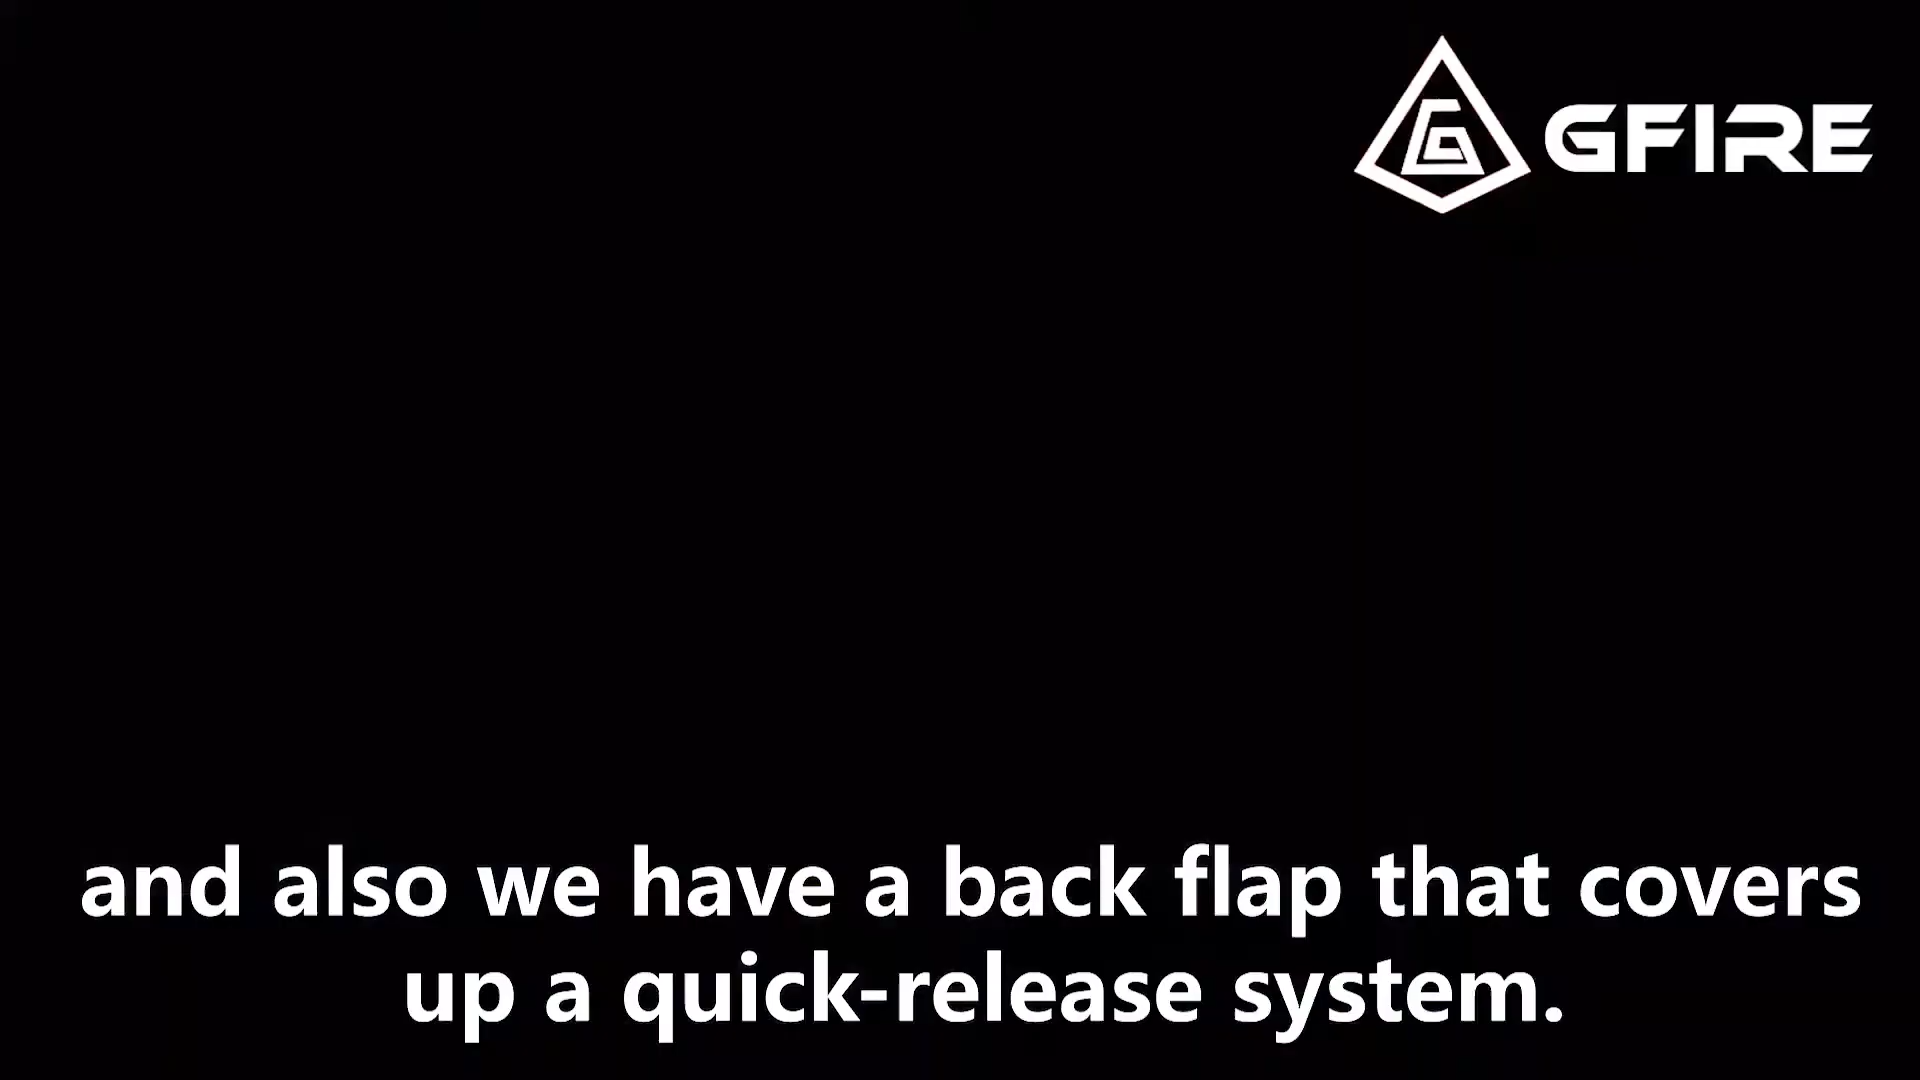 GFIRE
and also we have a back flap that covers
up a quick-release system.